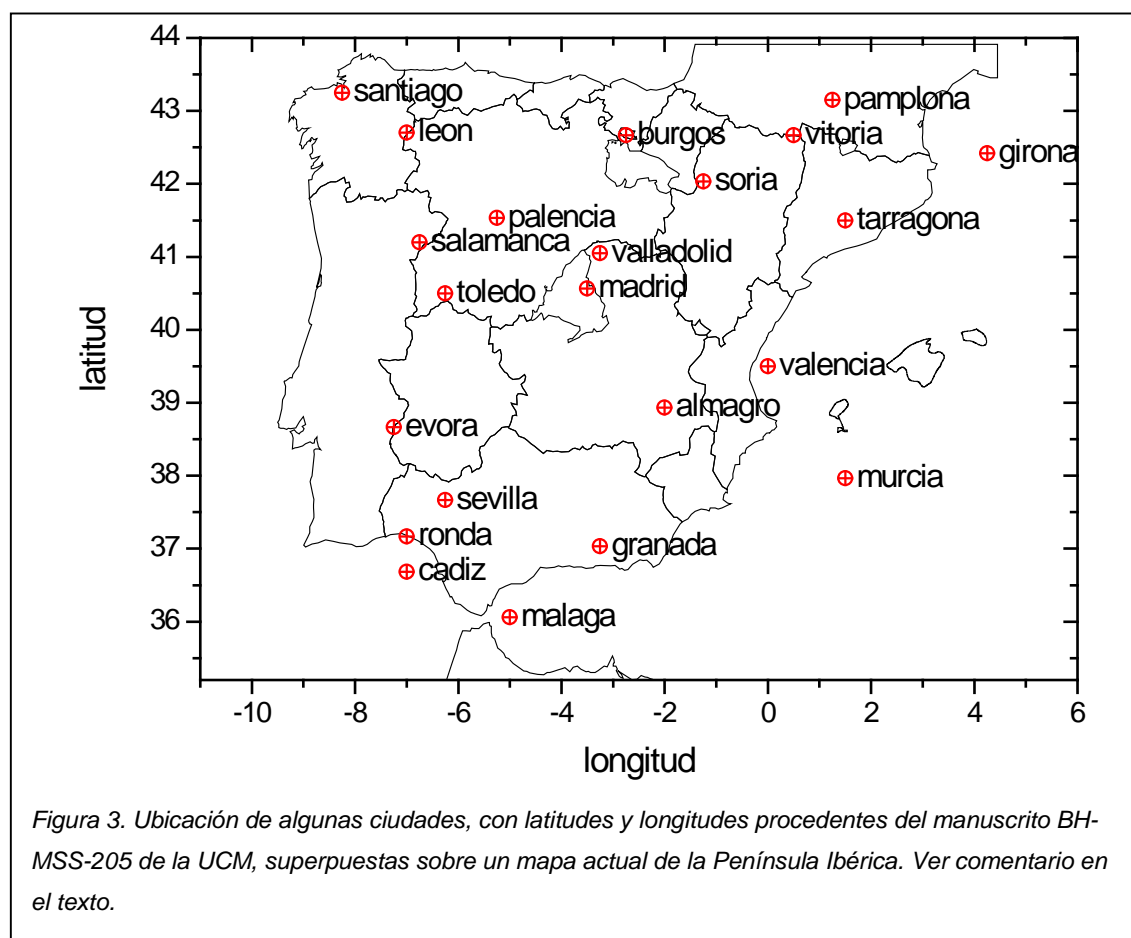 44
43
42
41
40
39
38
37
36
latitud
santiago
pamplona
leon
burgos
vitoria
girona
soria
palencia
tarragona
salamanca
valladolid
toledo
madrid
valencia
almagro
evora
murcia
sevilla
ronda
granada
cadiz
malaga
-10 -8 -6 -4 -2 0 2 4 6
longitud
Figura 3. Ubicación de algunas ciudades, con latitudes y longitudes procedentes del manuscrito BH-
MSS-205 de la UCM, superpuestas sobre un mapa actual de la Península Ibérica. Ver comentario en
el texto.